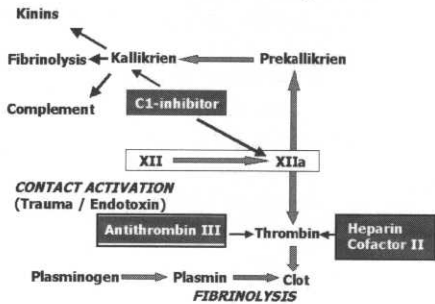 Kinins
Fibrinolysis Kallikrien Prekallikrien
C1-inhibitor
Complement
XII XIIa
CONTACT ACTIVATION
(Trauma / Endotoxin)
Antithrombin III Thrombin Heparin
Cofactor II
Plasminogen Plasmin Clot
FIBRINOLYSIS